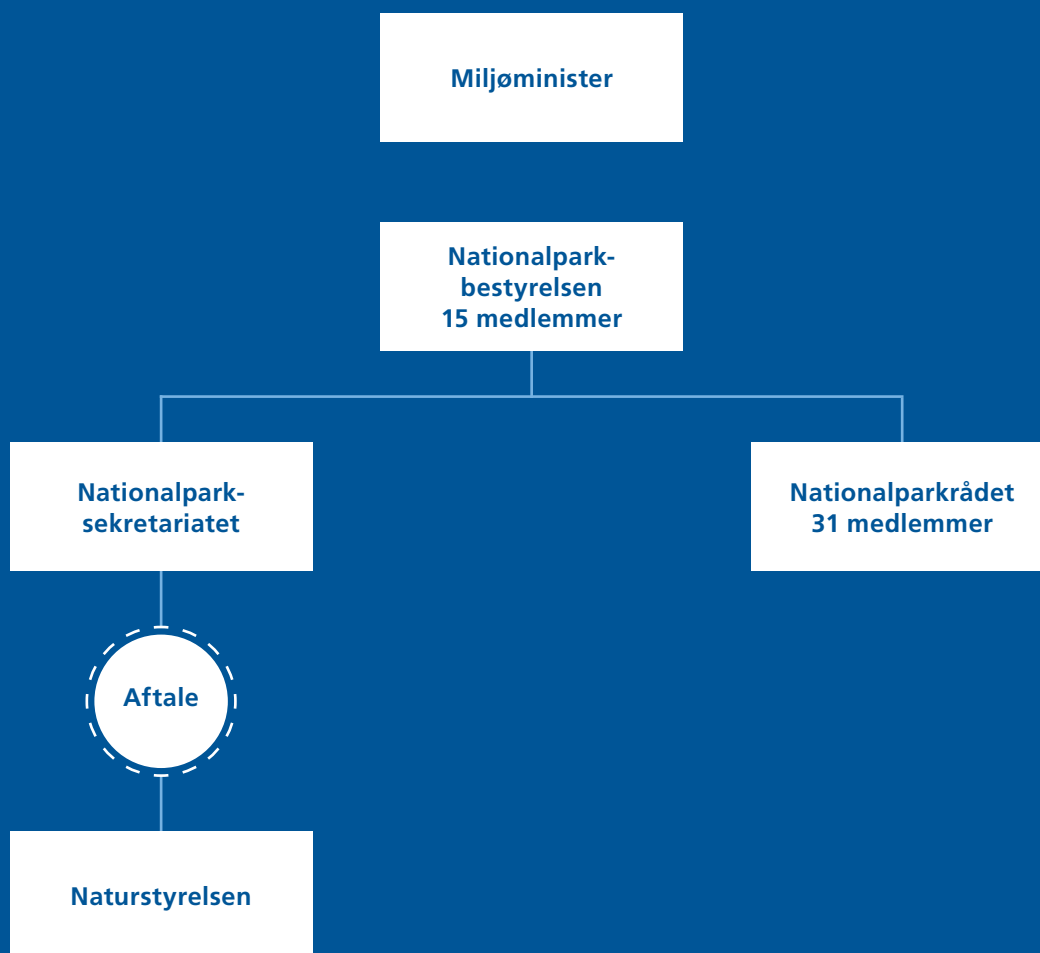 Miljøminister
Nationalpark-
bestyrelsen
15 medlemmer
Nationalpark-
sekretariatet
Nationalparkrådet
31 medlemmer
Aftale
Naturstyrelsen